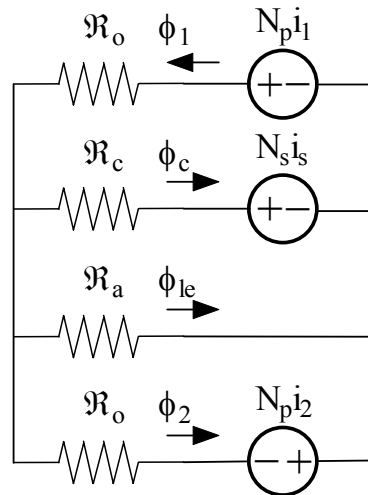 ℜo ϕ1 Npi1
+ −
ℜc ϕc Nsis
+ −
ℜa ϕle
ℜo ϕ2 Npi2
− +